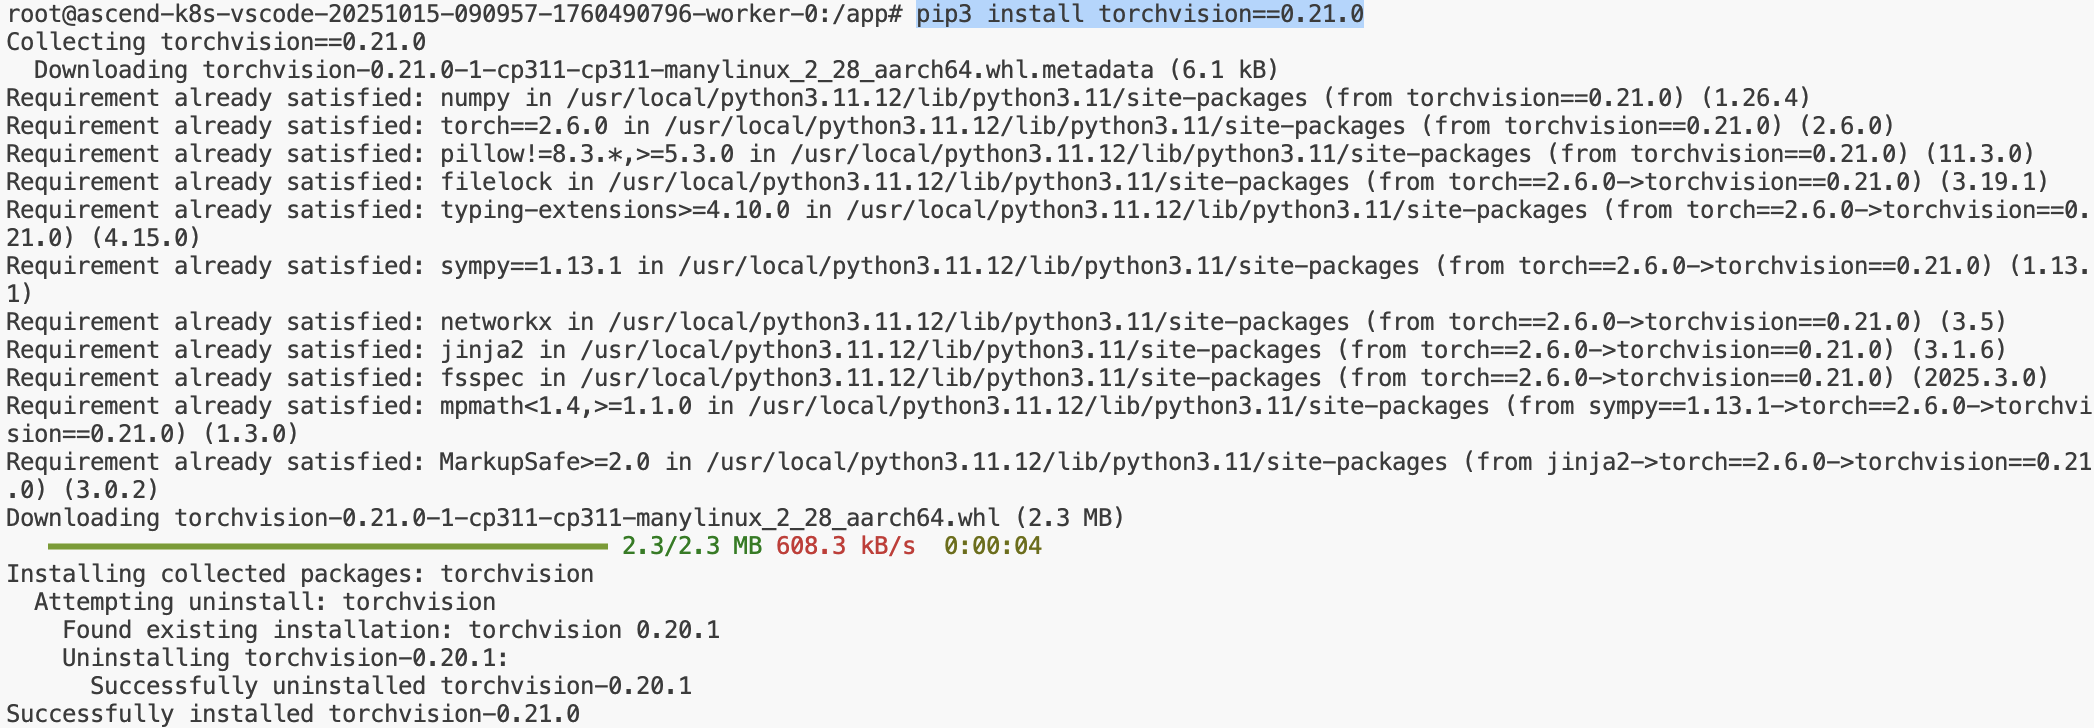 root@ascend-k8s-vscode-20251015-090957-1760490796-worker-0:/app# pip3 install torchvision==0.21.0
Collecting torchvision==0.21.0
  Downloading torchvision-0.21.0-1-cp311-cp311-manylinux_2_28_aarch64.whl.metadata (6.1 kB)
Requirement already satisfied: numpy in /usr/local/python3.11.12/lib/python3.11/site-packages (from torchvision==0.21.0) (1.26.4)
Requirement already satisfied: torch==2.6.0 in /usr/local/python3.11.12/lib/python3.11/site-packages (from torchvision==0.21.0) (2.6.0)
Requirement already satisfied: pillow!=8.3.*,>=5.3.0 in /usr/local/python3.11.12/lib/python3.11/site-packages (from torchvision==0.21.0) (11.3.0)
Requirement already satisfied: filelock in /usr/local/python3.11.12/lib/python3.11/site-packages (from torch==2.6.0->torchvision==0.21.0) (3.19.1)
Requirement already satisfied: typing-extensions>=4.10.0 in /usr/local/python3.11.12/lib/python3.11/site-packages (from torch==2.6.0->torchvision==0.
21.0) (4.15.0)
Requirement already satisfied: sympy==1.13.1 in /usr/local/python3.11.12/lib/python3.11/site-packages (from torch==2.6.0->torchvision==0.21.0) (1.13.
1)
Requirement already satisfied: networkx in /usr/local/python3.11.12/lib/python3.11/site-packages (from torch==2.6.0->torchvision==0.21.0) (3.5)
Requirement already satisfied: jinja2 in /usr/local/python3.11.12/lib/python3.11/site-packages (from torch==2.6.0->torchvision==0.21.0) (3.1.6)
Requirement already satisfied: fsspec in /usr/local/python3.11.12/lib/python3.11/site-packages (from torch==2.6.0->torchvision==0.21.0) (2025.3.0)
Requirement already satisfied: mpmath<1.4,>=1.1.0 in /usr/local/python3.11.12/lib/python3.11/site-packages (from sympy==1.13.1->torch==2.6.0->torchvi
sion==0.21.0) (1.3.0)
Requirement already satisfied: MarkupSafe>=2.0 in /usr/local/python3.11.12/lib/python3.11/site-packages (from jinja2->torch==2.6.0->torchvision==0.21
.0) (3.0.2)
Downloading torchvision-0.21.0-1-cp311-cp311-manylinux_2_28_aarch64.whl (2.3 MB)
2.3/2.3 MB 608.3 kB/s  0:00:04
Installing collected packages: torchvision
  Attempting uninstall: torchvision
    Found existing installation: torchvision 0.20.1
    Uninstalling torchvision-0.20.1:
      Successfully uninstalled torchvision-0.20.1
Successfully installed torchvision-0.21.0